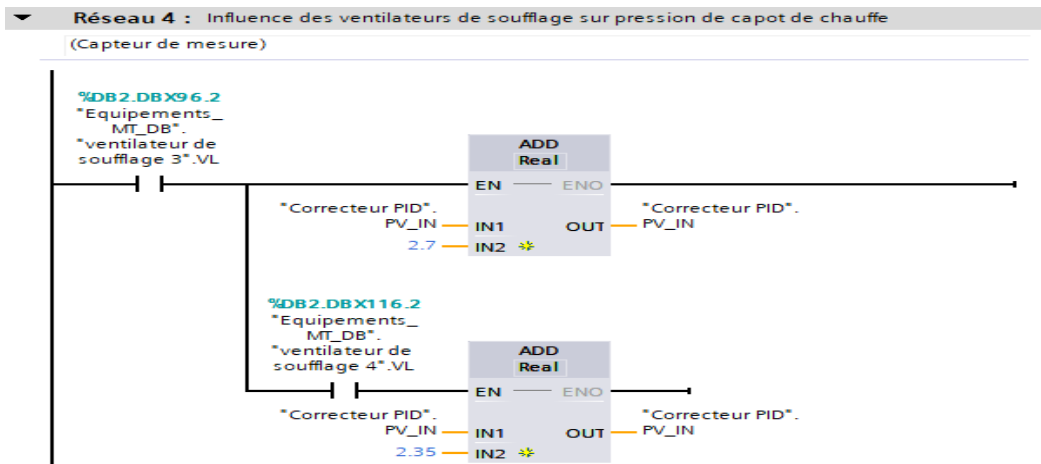 Réseau 4 : Influence des ventilateurs de soufflage sur pression de capot de chauffe
(Capteur de mesure)
%DB2.DBX96.2
"Equipements_
MT_DB".
"ventilateur de
soufflage 3".VL
ADD
Real
EN
ENO
"Correcteur PID".
PV_IN
IN1
OUT
"Correcteur PID".
PV_IN
2.7
IN2
%DB2.DBX116.2
"Equipements_
MT_DB".
"ventilateur de
soufflage 4".VL
ADD
Real
EN
ENO
"Correcteur PID".
PV_IN
IN1
OUT
"Correcteur PID".
PV_IN
2.35
IN2